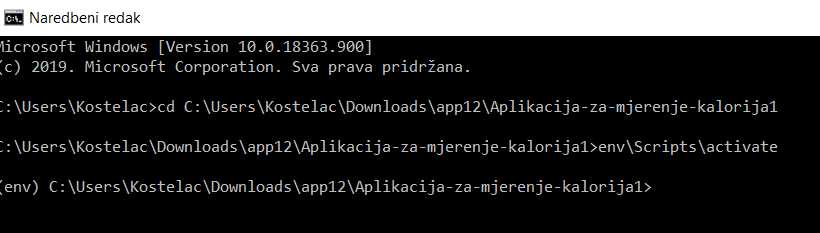 Naredbeni redak
Microsoft Windows [Version 10.0.18363.900]
(c) 2019. Microsoft Corporation. Sva prava pridržana.
C:\Users\Kostelac>cd C:\Users\Kostelac\Downloads\app12\Aplikacija-za-mjerenje-kalorija1
C:\Users\Kostelac\Downloads\app12\Aplikacija-za-mjerenje-kalorija1>env\Scripts\activate
(env) C:\Users\Kostelac\Downloads\app12\Aplikacija-za-mjerenje-kalorija1>